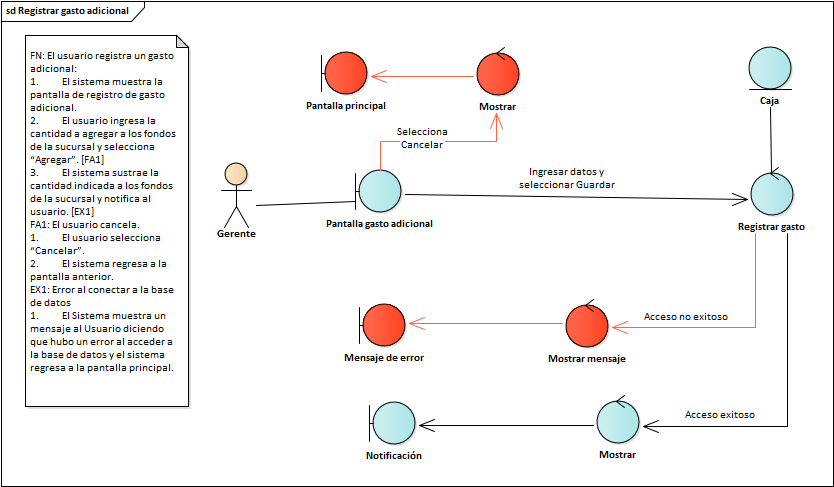 sd Registrar gasto adicional
FN: El usuario registra un gasto
adicional:
1. El sistema muestra la
pantalla de registro de gasto
adicional.
2. El usuario ingresa la
cantidad a agregar a los fondos
de la sucursal y selecciona
“Agregar”. [FA1]
3. El sistema sustrae la
cantidad indicada a los fondos
de la sucursal y notifica al
usuario. [EX1]
FA1: El usuario cancela.
1. El usuario selecciona
“Cancelar”.
2. El sistema regresa a la
pantalla anterior.
EX1: Error al conectar a la base
de datos
1. El Sistema muestra un
mensaje al Usuario diciendo
que hubo un error al acceder a
la base de datos y el sistema
regresa a la pantalla principal.
Pantalla principal
Mostrar
Caja
Selecciona
Cancelar
Ingresar datos y
seleccionar Guardar
Gerente
Pantalla gasto adicional
Registrar gasto
Acceso no exitoso
Mensaje de error
Mostrar mensaje
Acceso exitoso
Notificación
Mostrar